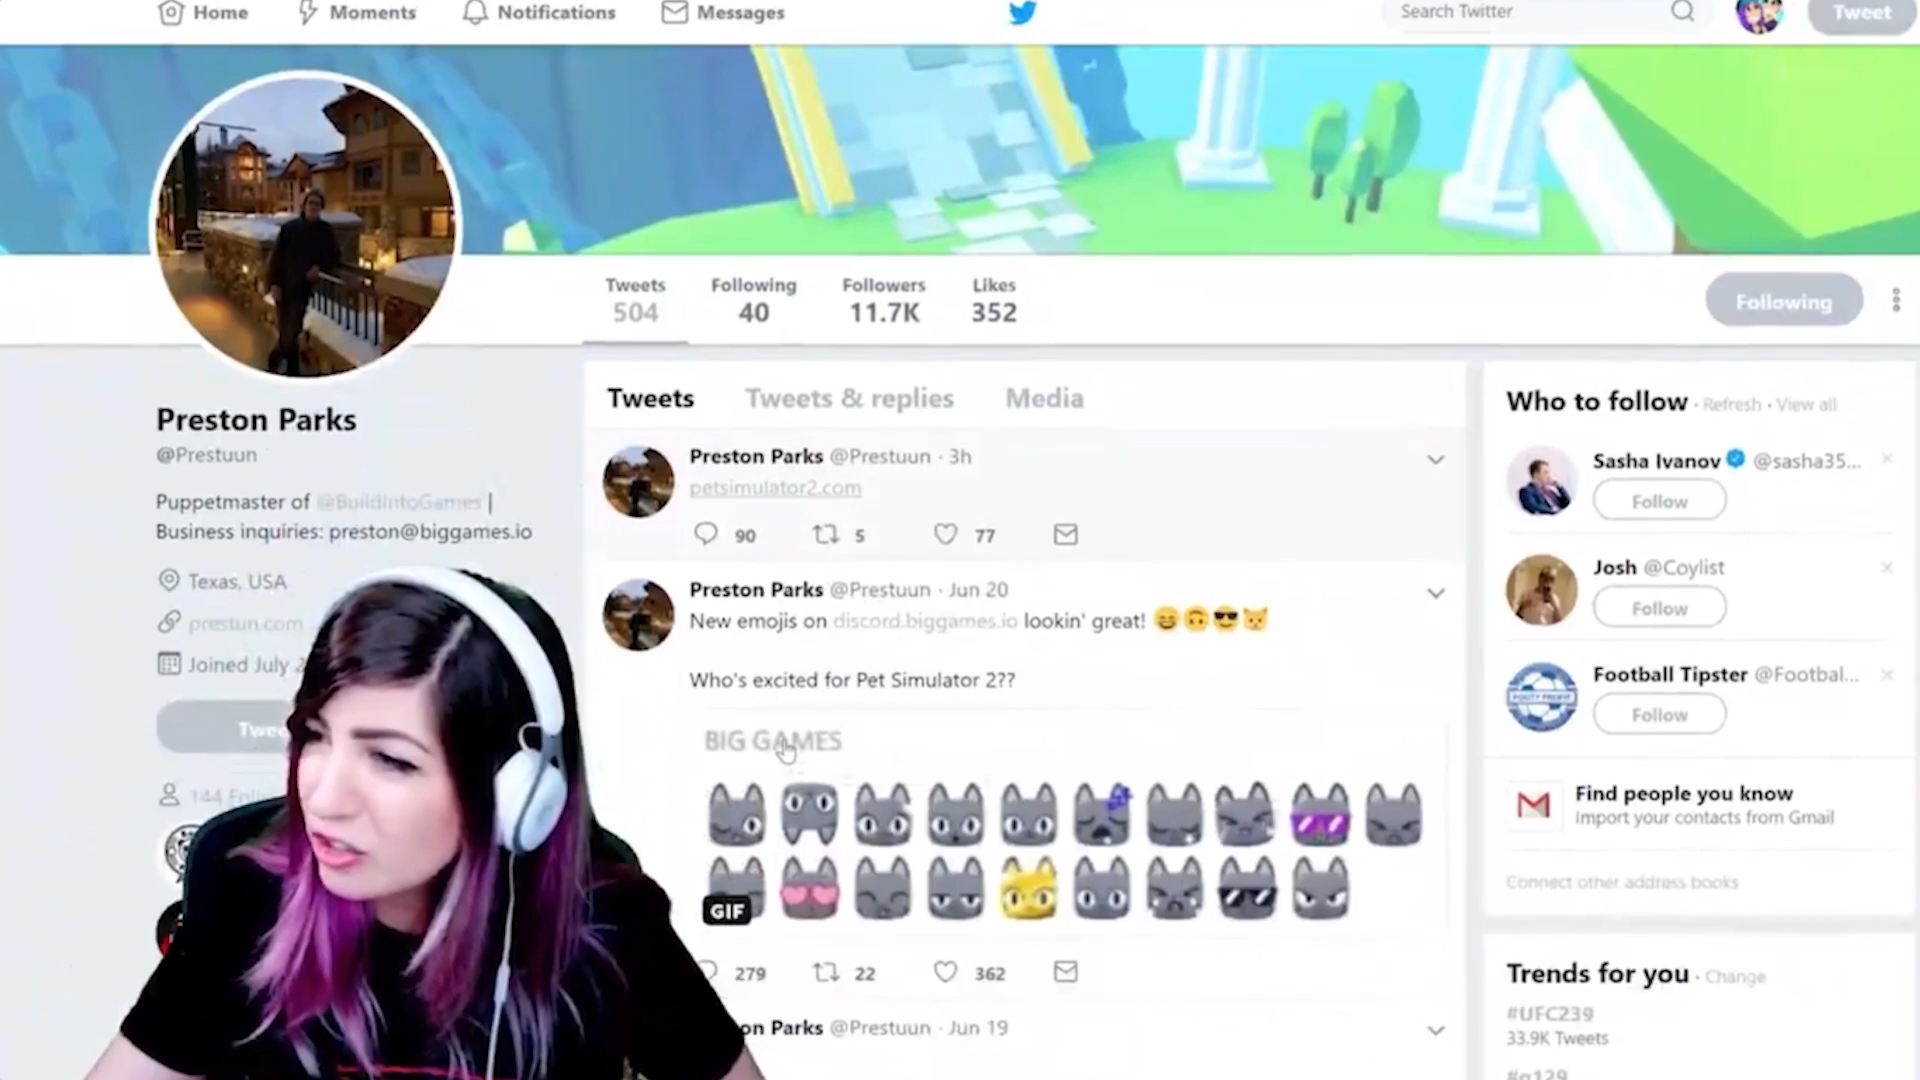 Home
Moments
Notifications
Messages
Search Twitter
Tweet
Tweets
504
Following
40
Followers
11.7K
Likes
352
Following
Preston Parks
@Prestuun
Puppetmaster of @BuildIntoGames |
Business inquiries: preston@biggames.io
Texas, USA
prestun.com
Joined July
Tweets Tweets & replies Media
Preston Parks @Prestuun · 3h
petsimulator2.com
90 5 77
Preston Parks @Prestuun · Jun 20
New emojis on discord.biggames.io lookin' great! 😄🙃😎🐱
Who's excited for Pet Simulator 2??
BIG GAMES
GIF
279 22 362
on Parks @Prestuun · Jun 19
Who to follow · Refresh · View all
Sasha Ivanov @sasha35...
Follow
Josh @Coylist
Follow
Football Tipster @Footbal...
Follow
Find people you know
Import your contacts from Gmail
Connect other address books
Trends for you · Change
#UFC239
33.9K Tweets